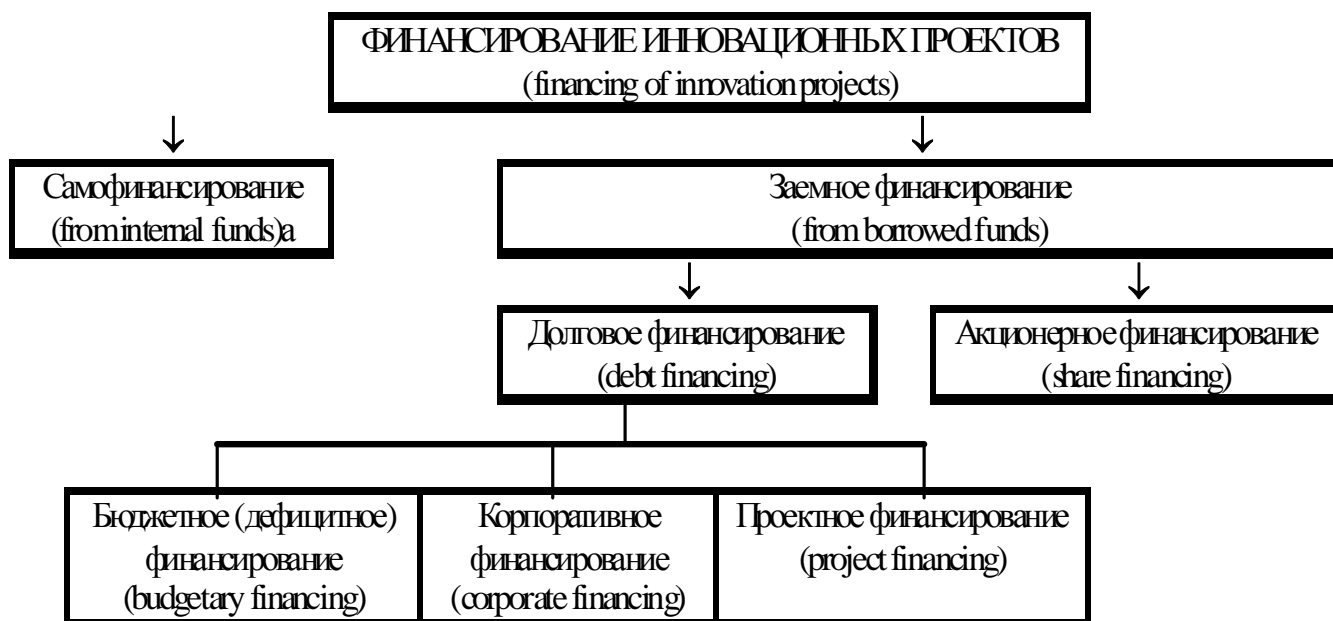 ФИНАНСИРОВАНИЕ ИННОВАЦИОННЫХ ПРОЕКТОВ
(financing of innovation projects)
Самофинансирование
(from internal funds)a
Заемное финансирование
(from borrowed funds)
Долговое финансирование
(debt financing)
Акционерное финансирование
(share financing)
Бюджетное (дефицитное)
финансирование
(budgetary financing)
Корпоративное
финансирование
(corporate financing)
Проектное финансирование
(project financing)